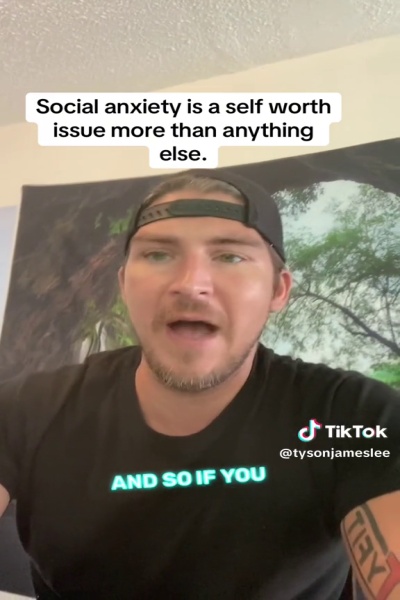 Social anxiety is a self worth
issue more than anything
else.
TikTok
@tysonjameslee
AND SO IF YOU